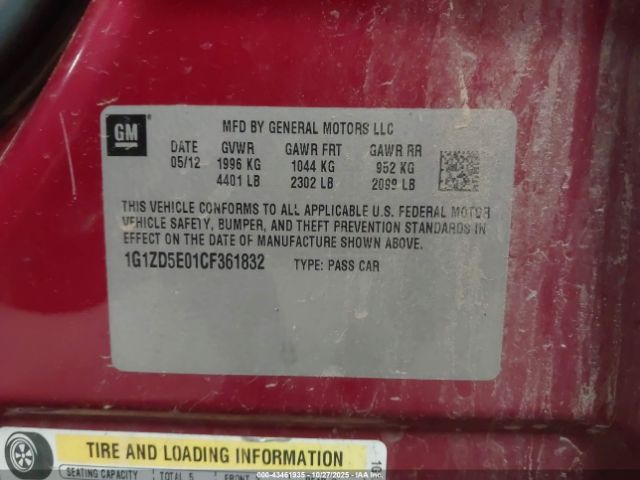 GM
MFD BY GENERAL MOTORS LLC
DATE GVWR GAWR FRT GAWR RR
05/12 1996 KG 1044 KG 952 KG
4401 LB 2302 LB 2099 LB
THIS VEHICLE CONFORMS TO ALL APPLICABLE U.S. FEDERAL MOTOR
VEHICLE SAFETY, BUMPER, AND THEFT PREVENTION STANDARDS IN
EFFECT ON THE DATE OF MANUFACTURE SHOWN ABOVE.
1G1ZD5E01CF361832 TYPE: PASS CAR
TIRE AND LOADING INFORMATION
SEATING CAPACITY TOTAL 5 FRONT
000-43461935 - 10/27/2025 - COPART.COM